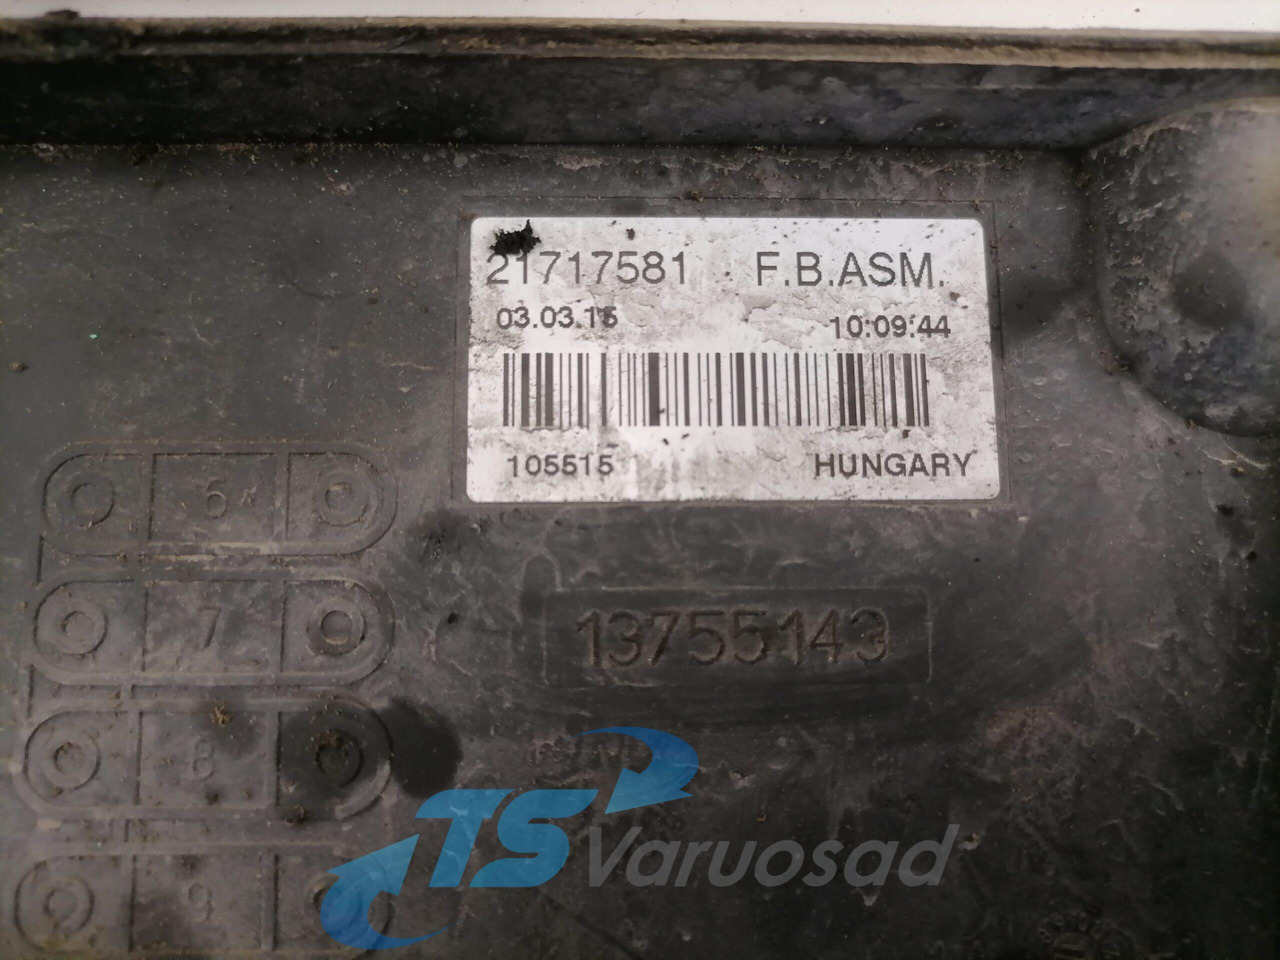 21717581 F.B.ASM.
03.03.15 10:09:44
105515 HUNGARY
13755143
6
7
8
9
TS Varuosad